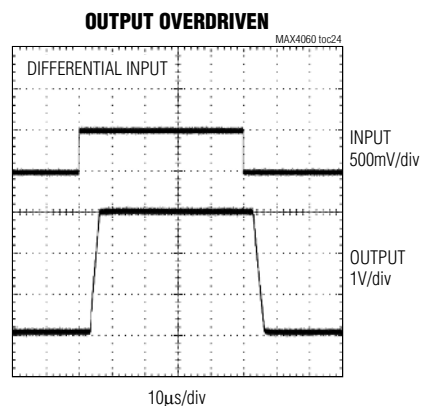 OUTPUT OVERDRIVEN
MAX4060 toc24
DIFFERENTIAL INPUT
INPUT
500mV/div
OUTPUT
1V/div
10μs/div